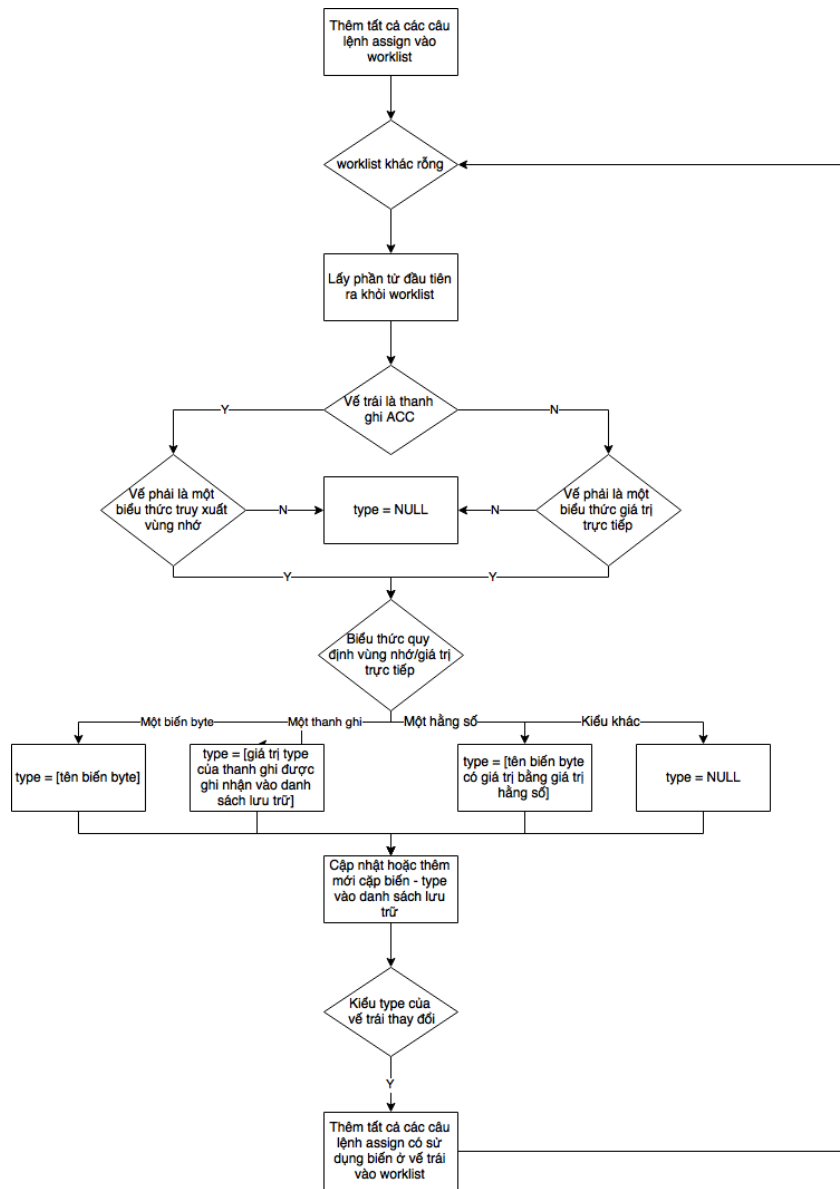 Thêm tất cả các câu
lệnh assign vào
worklist
worklist khác rỗng
Lấy phần tử đầu tiên
ra khỏi worklist
Vế trái là thanh
ghi ACC
Y
N
Vế phải là một
biểu thức truy xuất
vùng nhớ
N
type = NULL
N
Vế phải là một
biểu thức giá trị
trực tiếp
Y
Y
Biểu thức quy
định vùng nhớ/giá trị
trực tiếp
Một biến byte
Một thanh ghi
Một hằng số
Kiểu khác
type = [tên biến byte]
type = [giá trị type
của thanh ghi được
ghi nhận vào danh
sách lưu trữ]
type = [tên biến byte
có giá trị bằng giá trị
hằng số]
type = NULL
Cập nhật hoặc thêm
mới cặp biến - type
vào danh sách lưu
trữ
Kiểu type của
vế trái thay đổi
Y
Thêm tất cả các câu
lệnh assign có sử
dụng biến ở vế trái
vào worklist